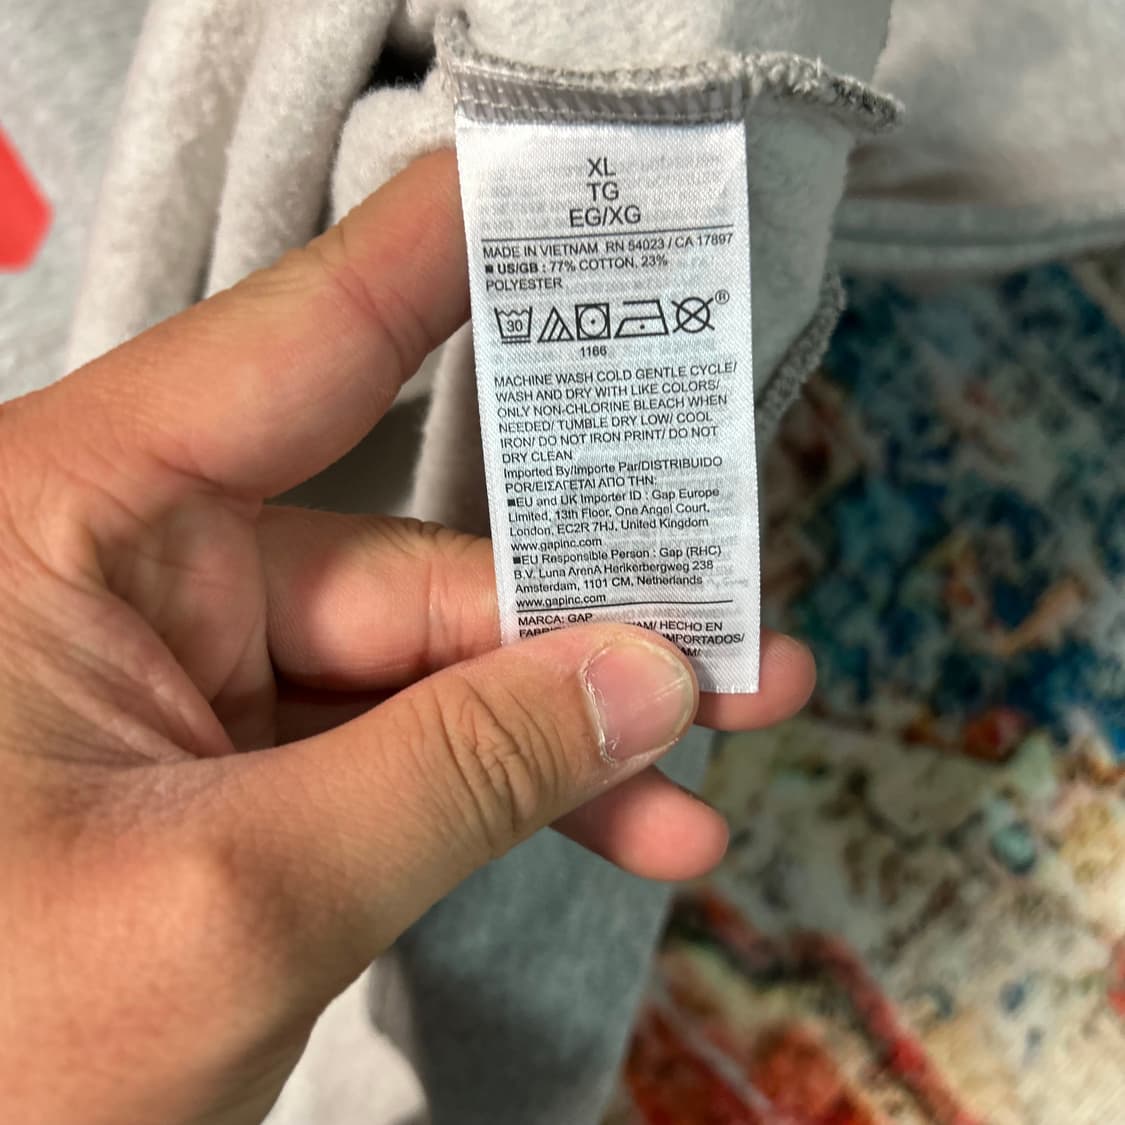 XL
TG
EG/XG
MADE IN VIETNAM RN 54023 / CA 17897
■ US/GB : 77% COTTON, 23%
POLYESTER
30 ®
1166
MACHINE WASH COLD GENTLE CYCLE/
WASH AND DRY WITH LIKE COLORS/
ONLY NON-CHLORINE BLEACH WHEN
NEEDED/ TUMBLE DRY LOW/ COOL
IRON/ DO NOT IRON PRINT/ DO NOT
DRY CLEAN
Imported By/Importe Par/DISTRIBUIDO
POR/ΕΙΣΑΓΕΤΑΙ ΑΠΟ ΤΗΝ:
■EU and UK Importer ID : Gap Europe
Limited, 13th Floor, One Angel Court,
London, EC2R 7HJ, United Kingdom
www.gapinc.com
■EU Responsible Person : Gap (RHC)
B.V. Luna ArenA Herikerbergweg 238
Amsterdam, 1101 CM, Netherlands
www.gapinc.com
MARCA: GAP
HECHO EN